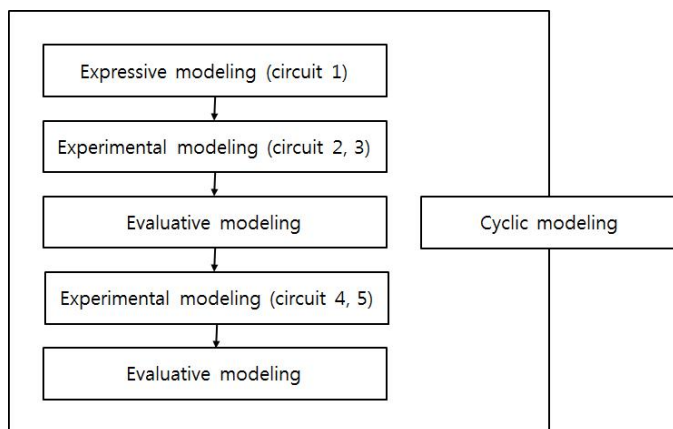 Expressive modeling (circuit 1)
Experimental modeling (circuit 2, 3)
Evaluative modeling
Cyclic modeling
Experimental modeling (circuit 4, 5)
Evaluative modeling